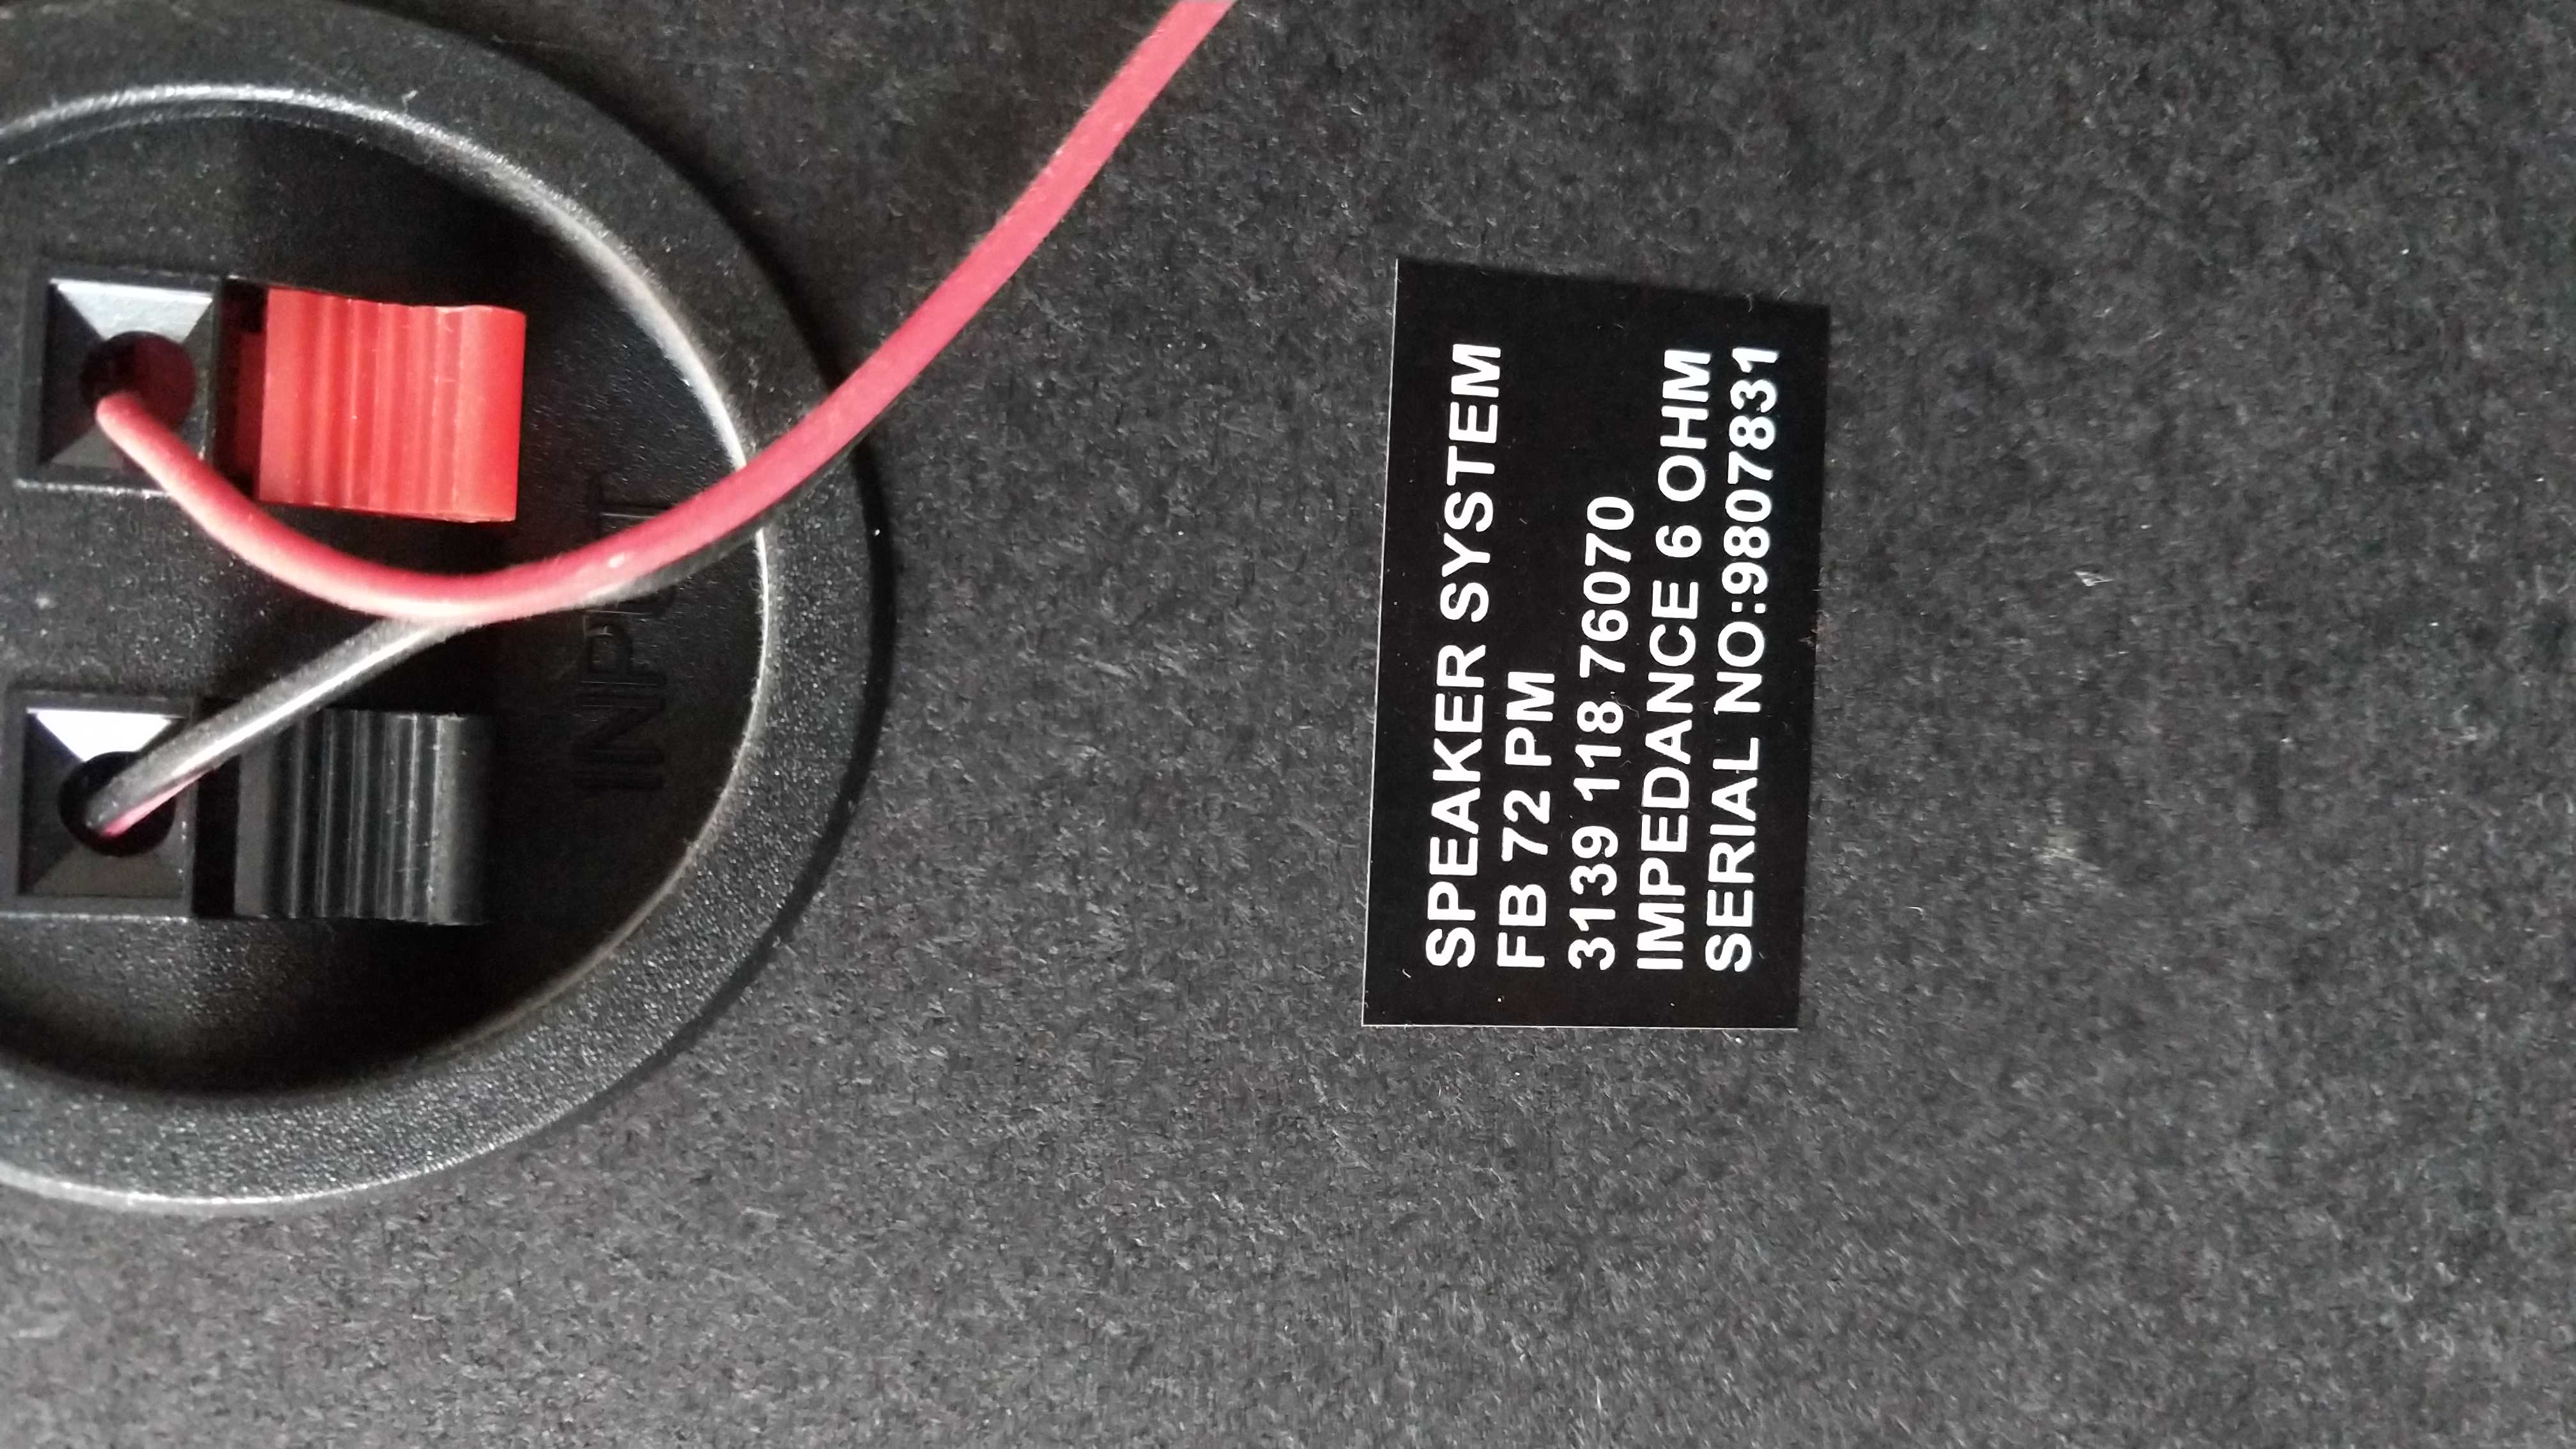 INPUT
SPEAKER SYSTEM
FB 72 PM
3139 118 76070
IMPEDANCE 6 OHM
SERIAL NO:9807831